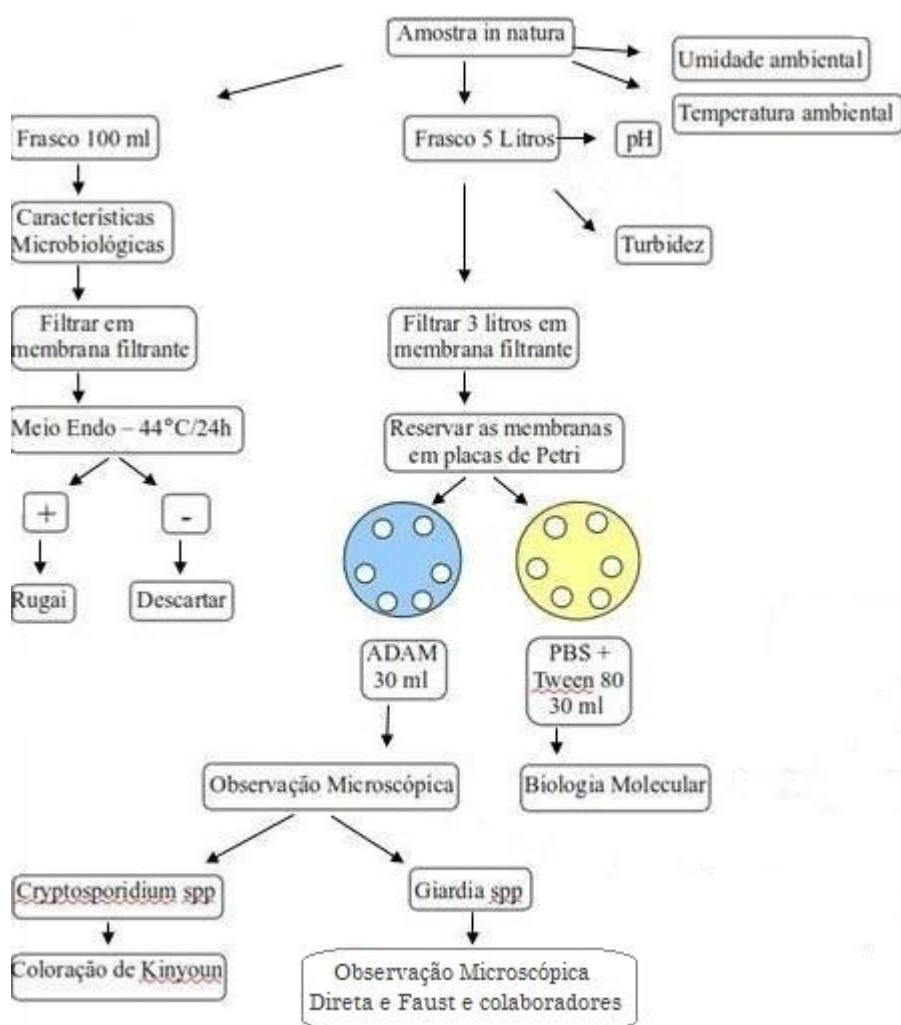 Amostra in natura
Umidade ambiental
Temperatura ambiental
Frasco 100 ml
Frasco 5 Litros
pH
Características
Microbiológicas
Turbidez
Filtrar em
membrana filtrante
Filtrar 3 litros em
membrana filtrante
Meio Endo – 44°C/24h
Reservar as membranas
em placas de Petri
+
-
Rugai
Descartar
ADAM
30 ml
PBS +
Tween 80
30 ml
Observação Microscópica
Biologia Molecular
Cryptosporidium spp
Giardia spp
Coloração de Kinyoun
Observação Microscópica
Direta e Faust e colaboradores